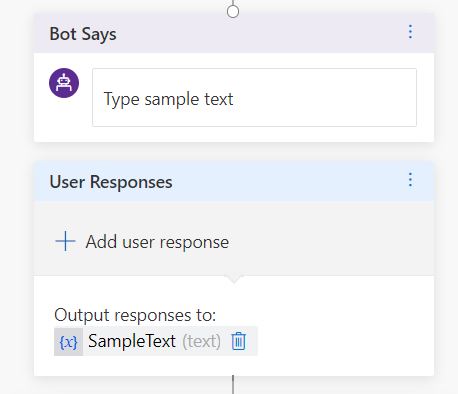 Bot Says
Type sample text
User Responses
Add user response
Output responses to:
{x} SampleText (text)